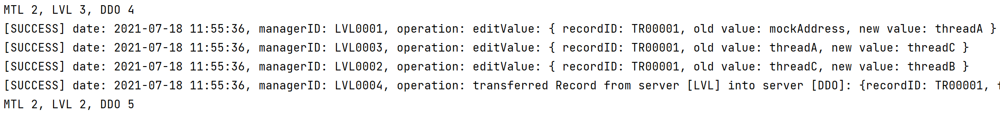 MTL 2, LVL 3, DDO 4
[SUCCESS] date: 2021-07-18 11:55:36, managerID: LVL0001, operation: editValue: { recordID: TR00001, old value: mockAddress, new value: threadA }
[SUCCESS] date: 2021-07-18 11:55:36, managerID: LVL0003, operation: editValue: { recordID: TR00001, old value: threadA, new value: threadC }
[SUCCESS] date: 2021-07-18 11:55:36, managerID: LVL0002, operation: editValue: { recordID: TR00001, old value: threadC, new value: threadB }
[SUCCESS] date: 2021-07-18 11:55:36, managerID: LVL0004, operation: transferred Record from server [LVL] into server [DDO]: {recordID: TR00001,
MTL 2, LVL 2, DDO 5